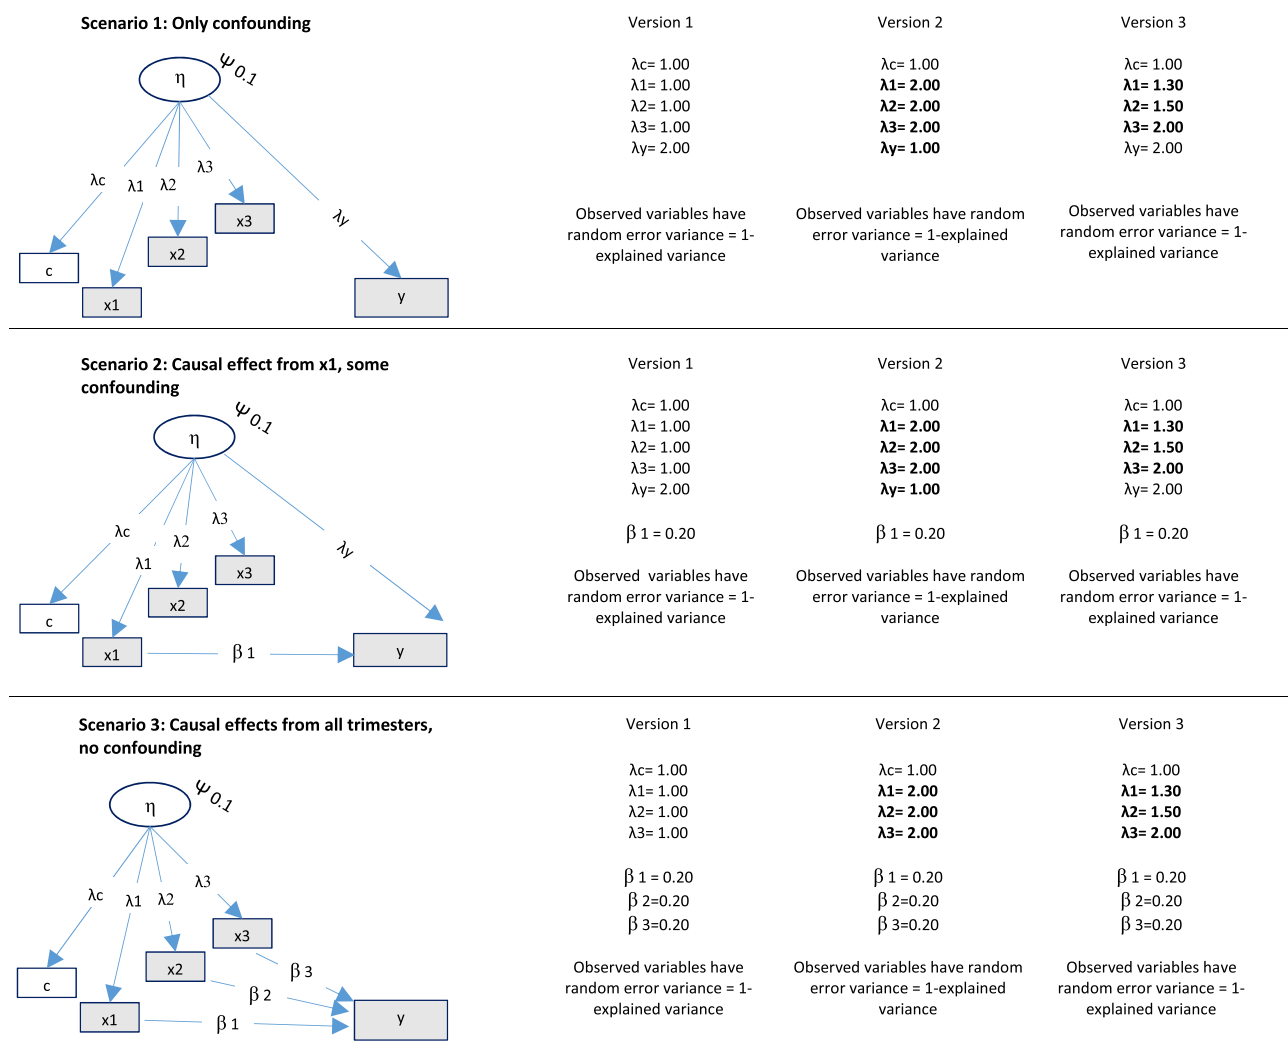 Scenario 1: Only confounding
Version 1
Version 2
Version 3
η
Ψ 0.1
λc
λ1
λ2
λ3
λy
c
x1
x2
x3
y
λc= 1.00
λ1= 1.00
λ2= 1.00
λ3= 1.00
λy= 2.00
Observed variables have
random error variance = 1-
explained variance
λc= 1.00
λ1= 2.00
λ2= 2.00
λ3= 2.00
λy= 1.00
Observed variables have random
error variance = 1-explained
variance
λc= 1.00
λ1= 1.30
λ2= 1.50
λ3= 2.00
λy= 2.00
Observed variables have
random error variance = 1-
explained variance
Scenario 2: Causal effect from x1, some
confounding
Version 1
Version 2
Version 3
η
Ψ 0.1
λc
λ1
λ2
λ3
λy
c
x1
x2
x3
β 1
y
λc= 1.00
λ1= 1.00
λ2= 1.00
λ3= 1.00
λy= 2.00
β 1 = 0.20
Observed variables have
random error variance = 1-
explained variance
λc= 1.00
λ1= 2.00
λ2= 2.00
λ3= 2.00
λy= 1.00
β 1 = 0.20
Observed variables have random
error variance = 1-explained
variance
λc= 1.00
λ1= 1.30
λ2= 1.50
λ3= 2.00
λy= 2.00
β 1 = 0.20
Observed variables have
random error variance = 1-
explained variance
Scenario 3: Causal effects from all trimesters,
no confounding
Version 1
Version 2
Version 3
η
Ψ 0.1
λc
λ1
λ2
λ3
c
x1
x2
x3
β 3
β 2
β 1
y
λc= 1.00
λ1= 1.00
λ2= 1.00
λ3= 1.00
β 1 = 0.20
β 2=0.20
β 3=0.20
Observed variables have
random error variance = 1-
explained variance
λc= 1.00
λ1= 2.00
λ2= 2.00
λ3= 2.00
β 1 = 0.20
β 2=0.20
β 3=0.20
Observed variables have random
error variance = 1-explained
variance
λc= 1.00
λ1= 1.30
λ2= 1.50
λ3= 2.00
β 1 = 0.20
β 2=0.20
β 3=0.20
Observed variables have
random error variance = 1-
explained variance